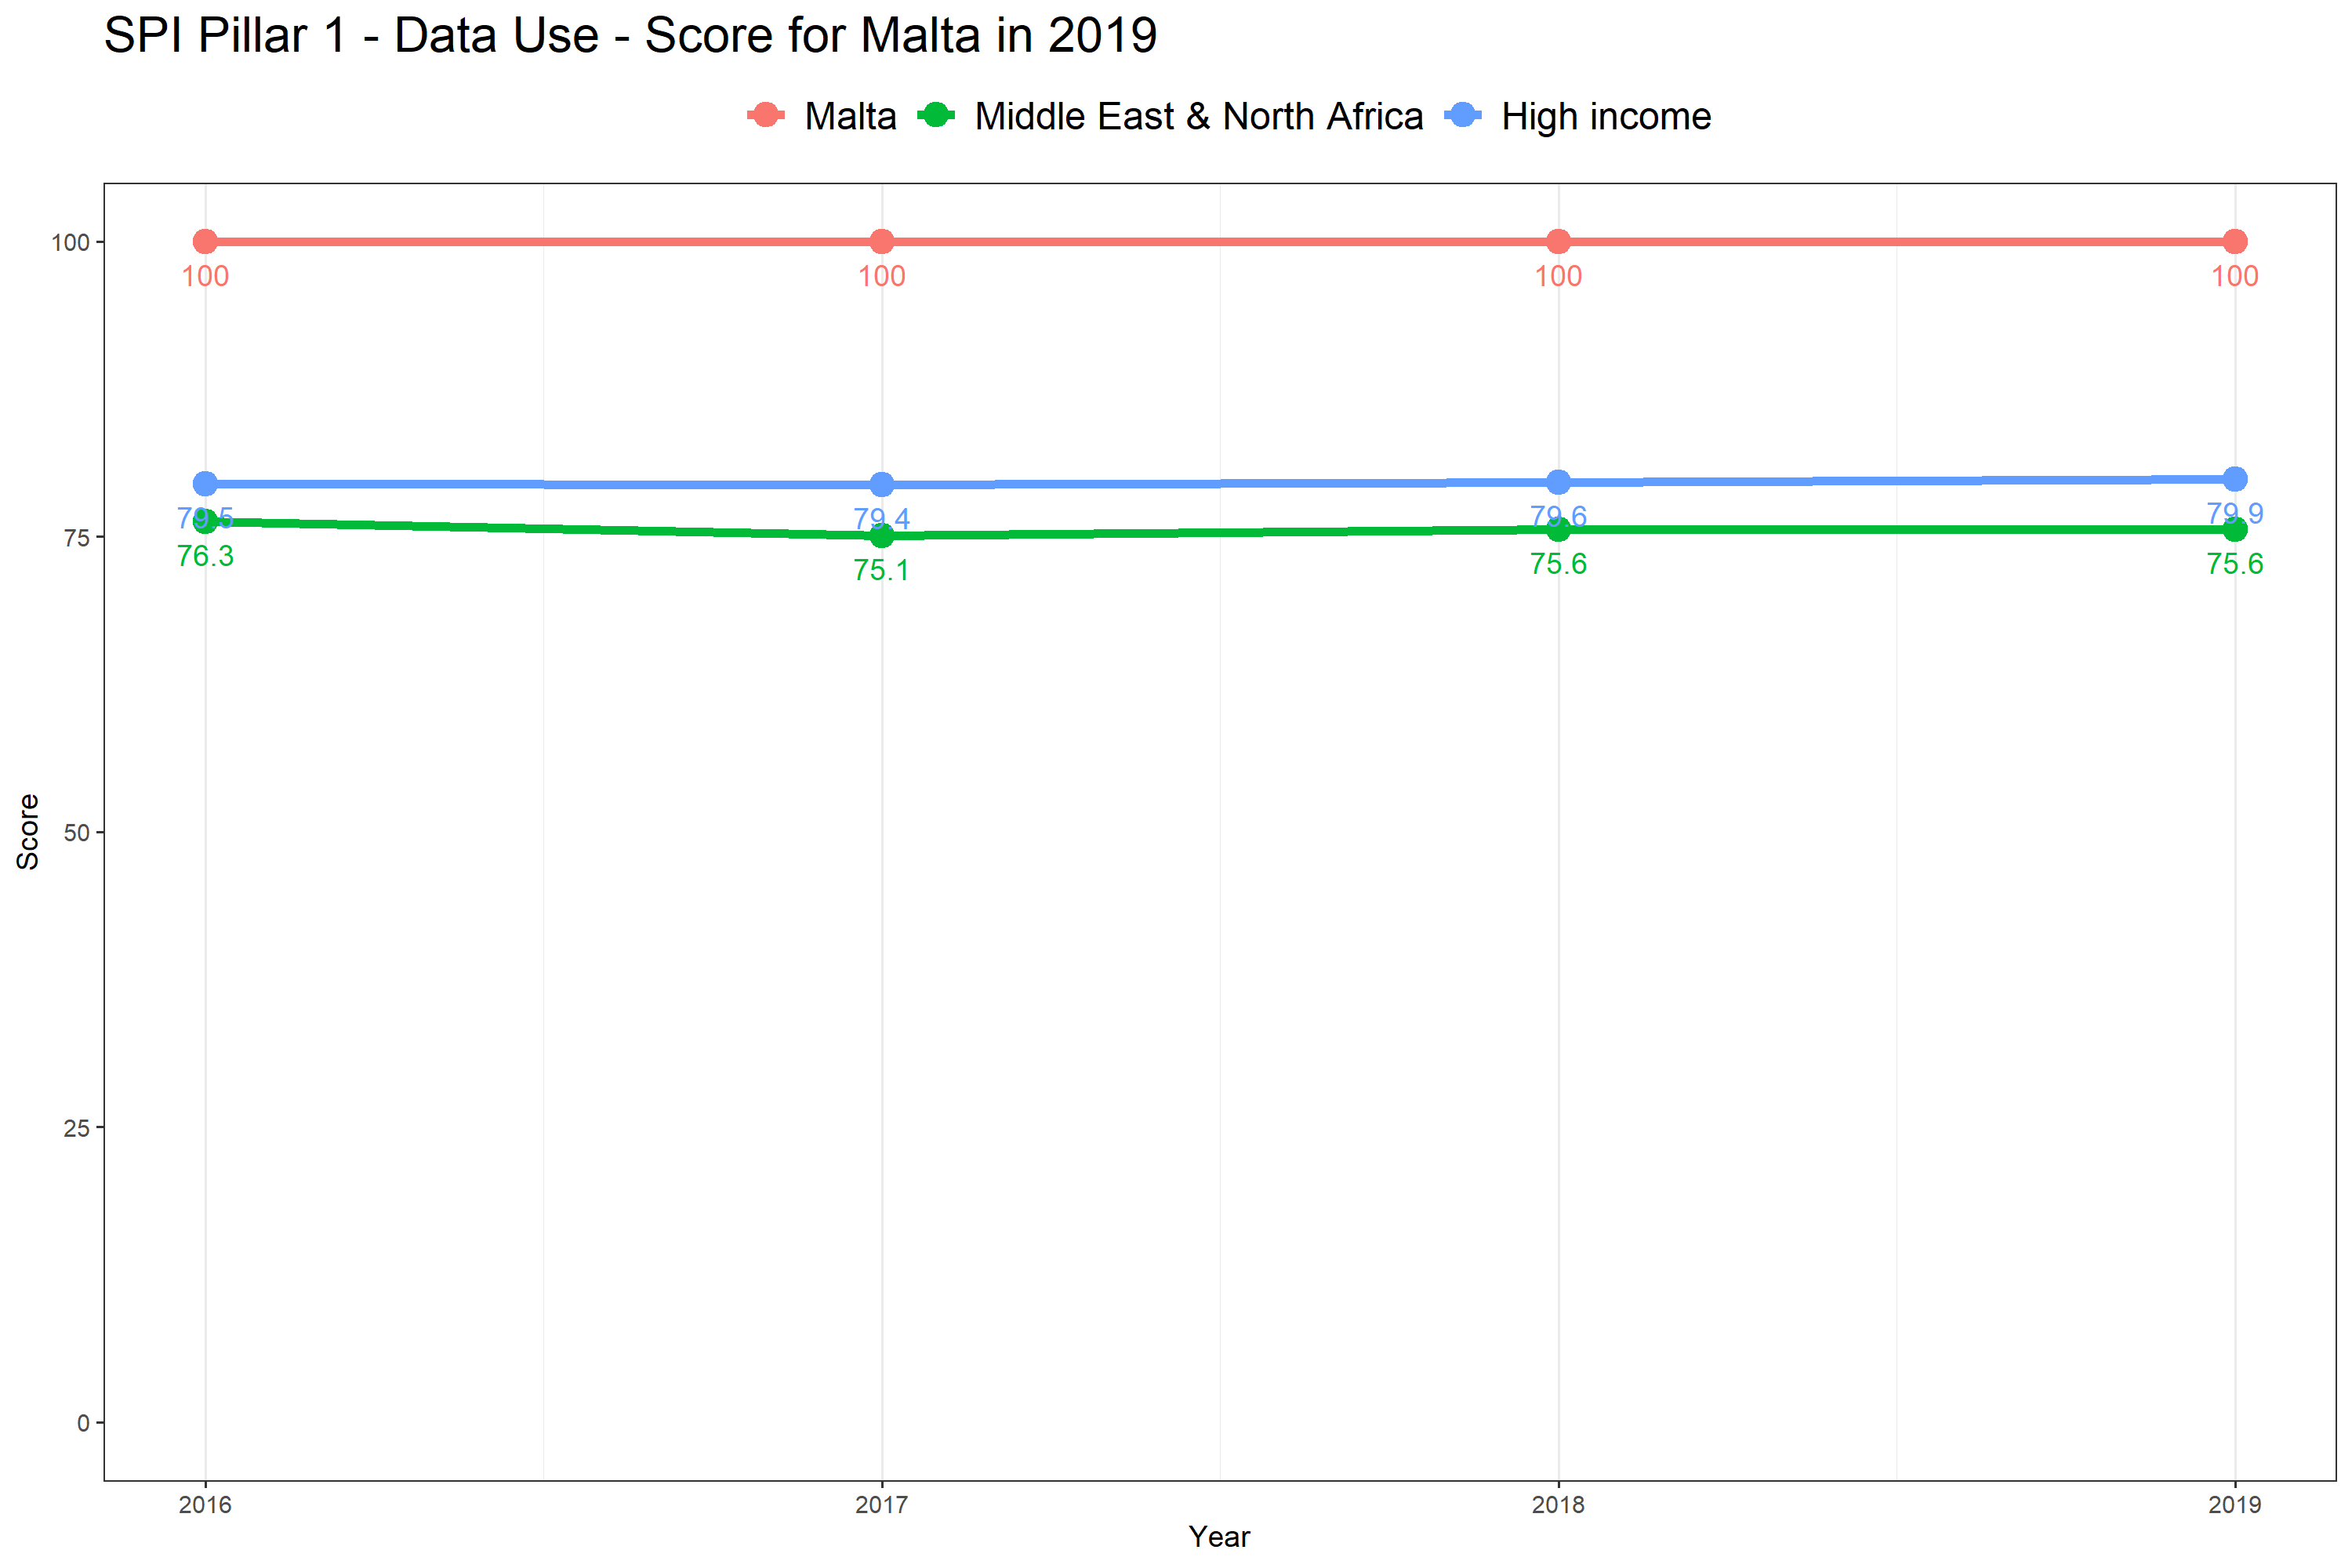 SPI Pillar 1 - Data Use - Score for Malta in 2019
Malta Middle East & North Africa High income
100
100 100 100 100
79.5 79.4 79.6 79.9
75
76.3 75.1 75.6 75.6
Score
50
25
0
2016 2017 2018 2019
Year